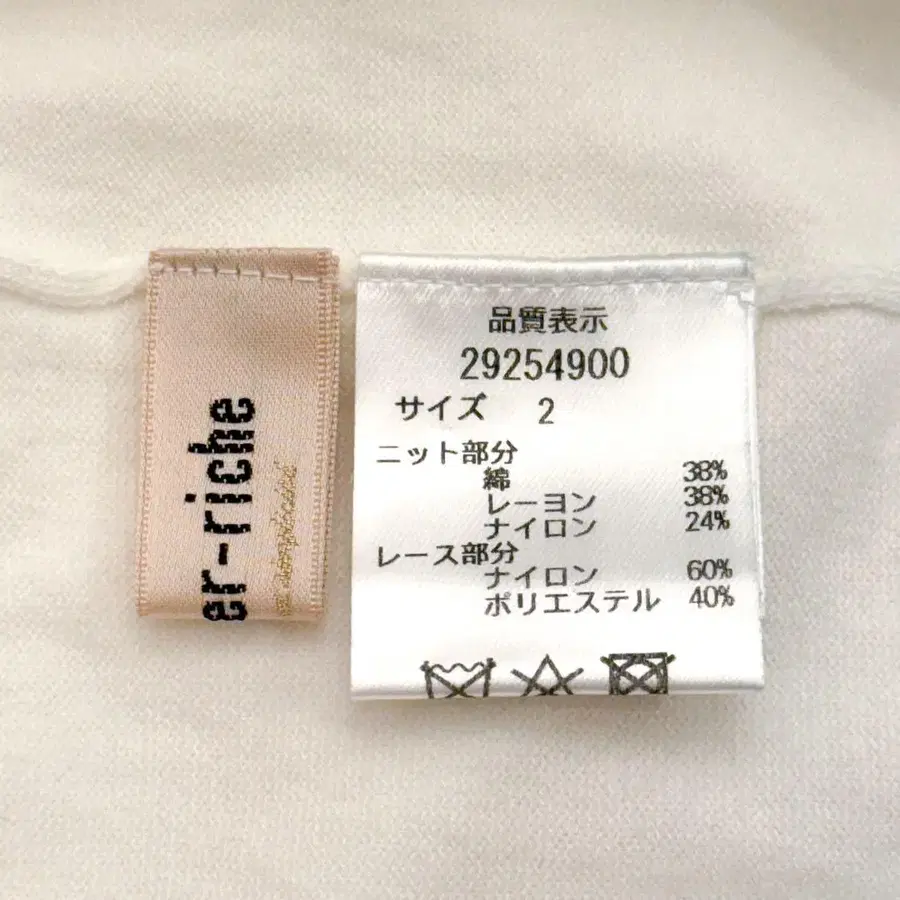 er-riche
品質表示
29254900
サイズ 2
ニット部分
綿 38%
レーヨン 38%
ナイロン 24%
レース部分
ナイロン 60%
ポリエステル 40%